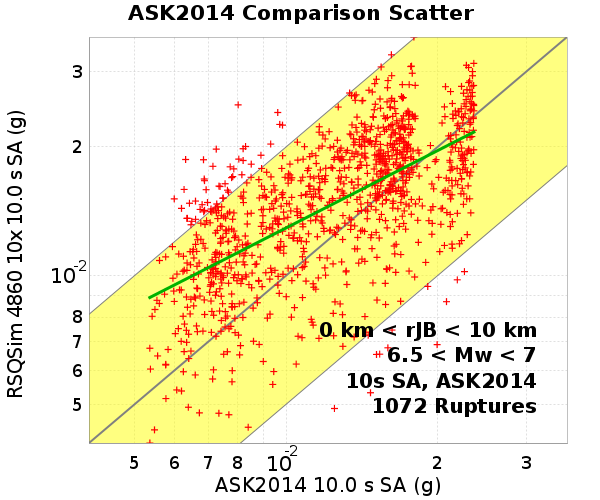 ASK2014 Comparison Scatter
RSQSim 4860 10x 10.0 s SA (g)
3
2
10-2
8
7
6
5
0 km < rJB < 10 km
6.5 < Mw < 7
10s SA, ASK2014
1072 Ruptures
5 6 7 8 10-2 2 3
ASK2014 10.0 s SA (g)